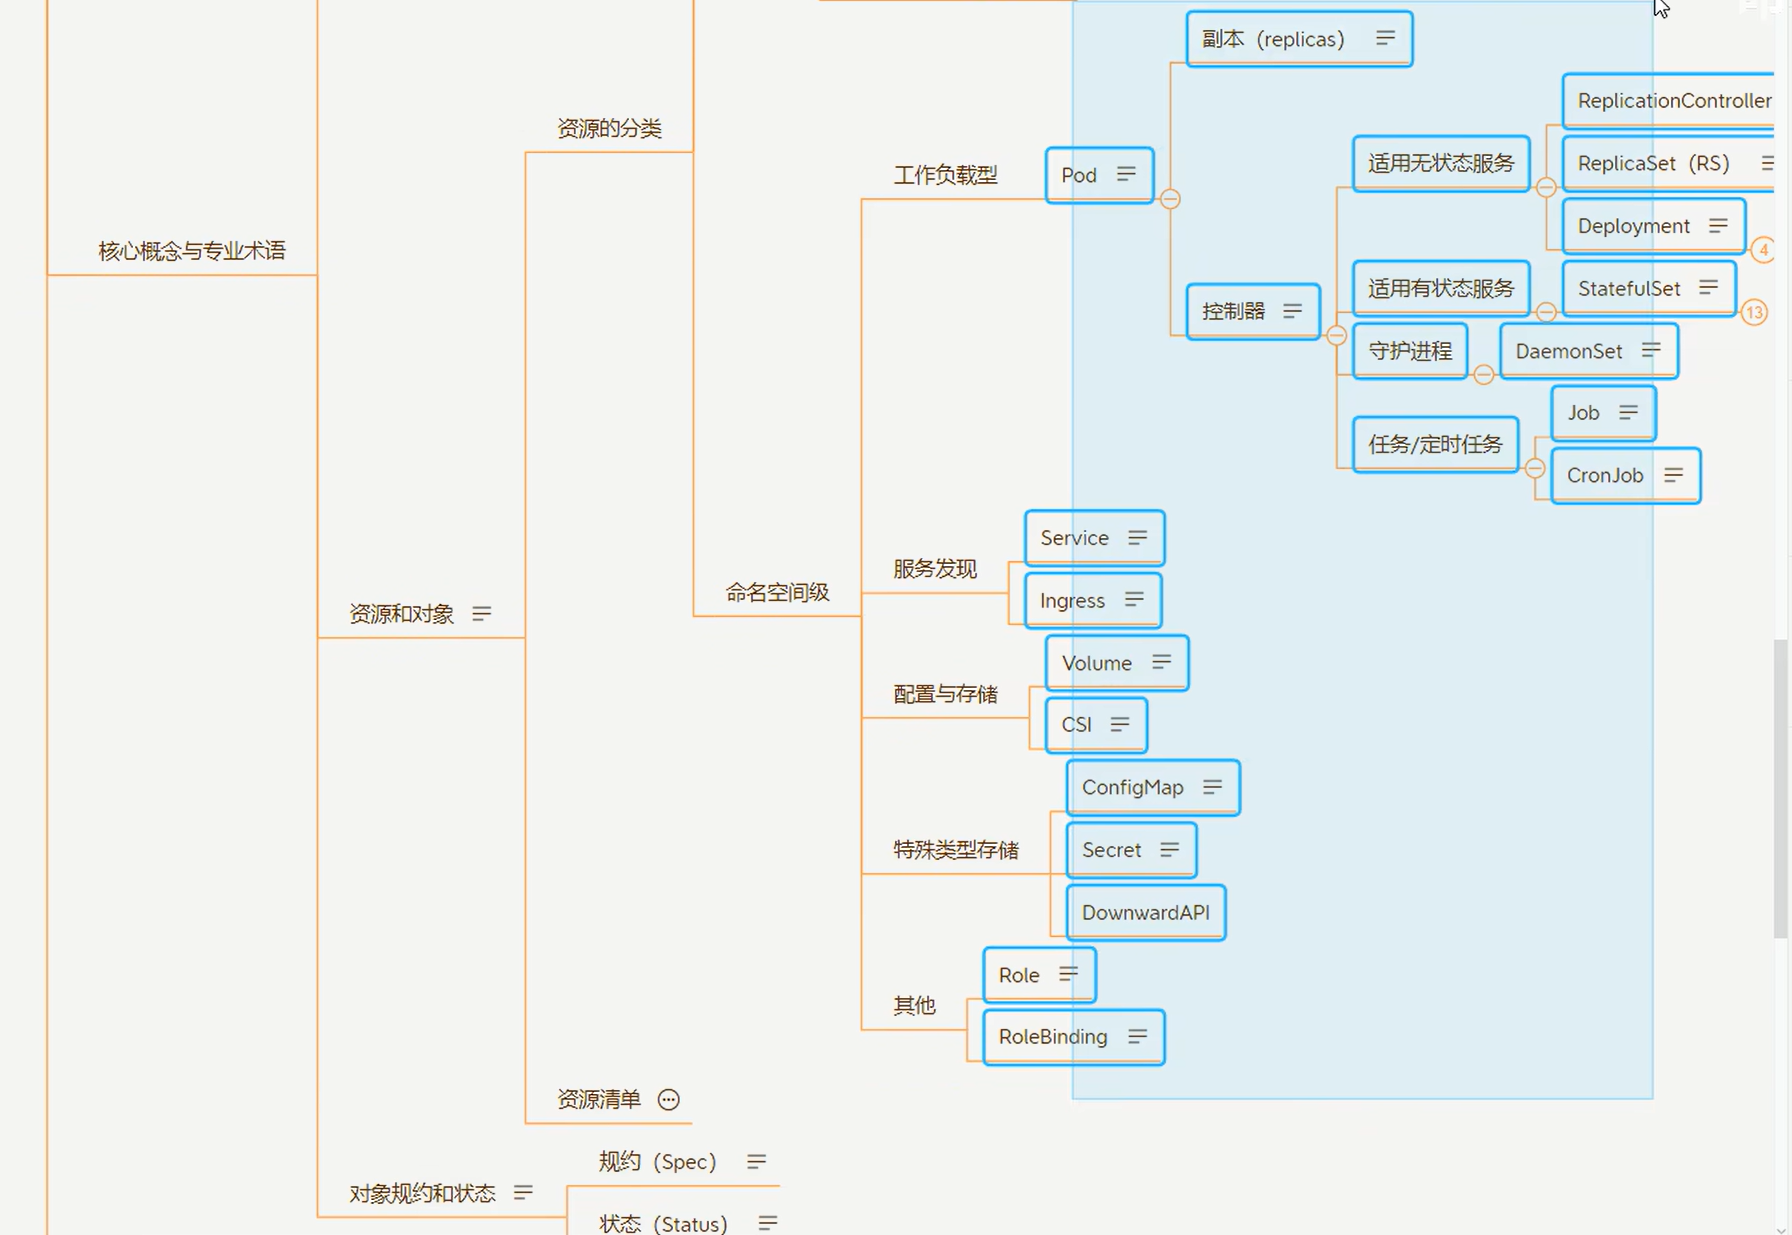 核心概念与专业术语
资源和对象
资源的分类
命名空间级
工作负载型
Pod
副本（replicas）
控制器
适用无状态服务
ReplicationController
ReplicaSet（RS）
Deployment
4
适用有状态服务
StatefulSet
13
守护进程
DaemonSet
任务/定时任务
Job
CronJob
服务发现
Service
Ingress
配置与存储
Volume
CSI
特殊类型存储
ConfigMap
Secret
DownwardAPI
其他
Role
RoleBinding
资源清单
对象规约和状态
规约（Spec）
状态（Status）